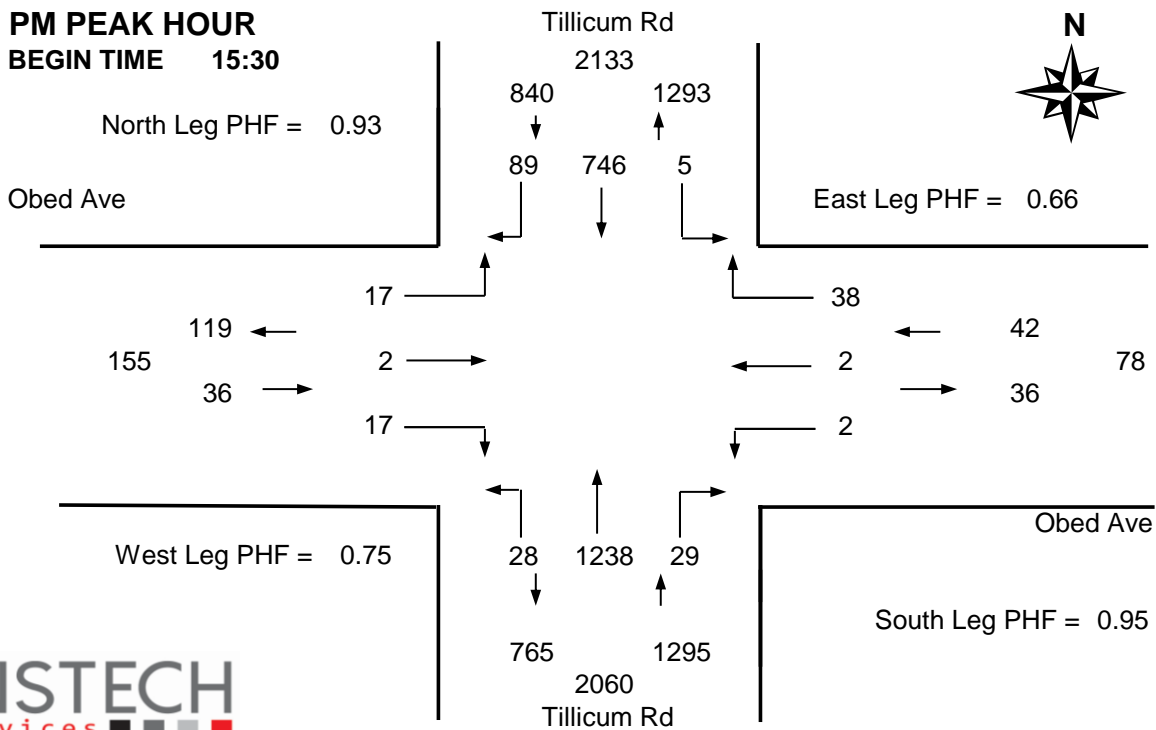 PM PEAK HOUR
Tillicum Rd
N
BEGIN TIME 15:30
2133
840 1293
North Leg PHF = 0.93
89 746 5
Obed Ave
East Leg PHF = 0.66
17 38
119 42
155 2 2 78
36 36
17 2
Obed Ave
West Leg PHF = 0.75
28 1238 29
South Leg PHF = 0.95
765 1295
2060
Tillicum Rd